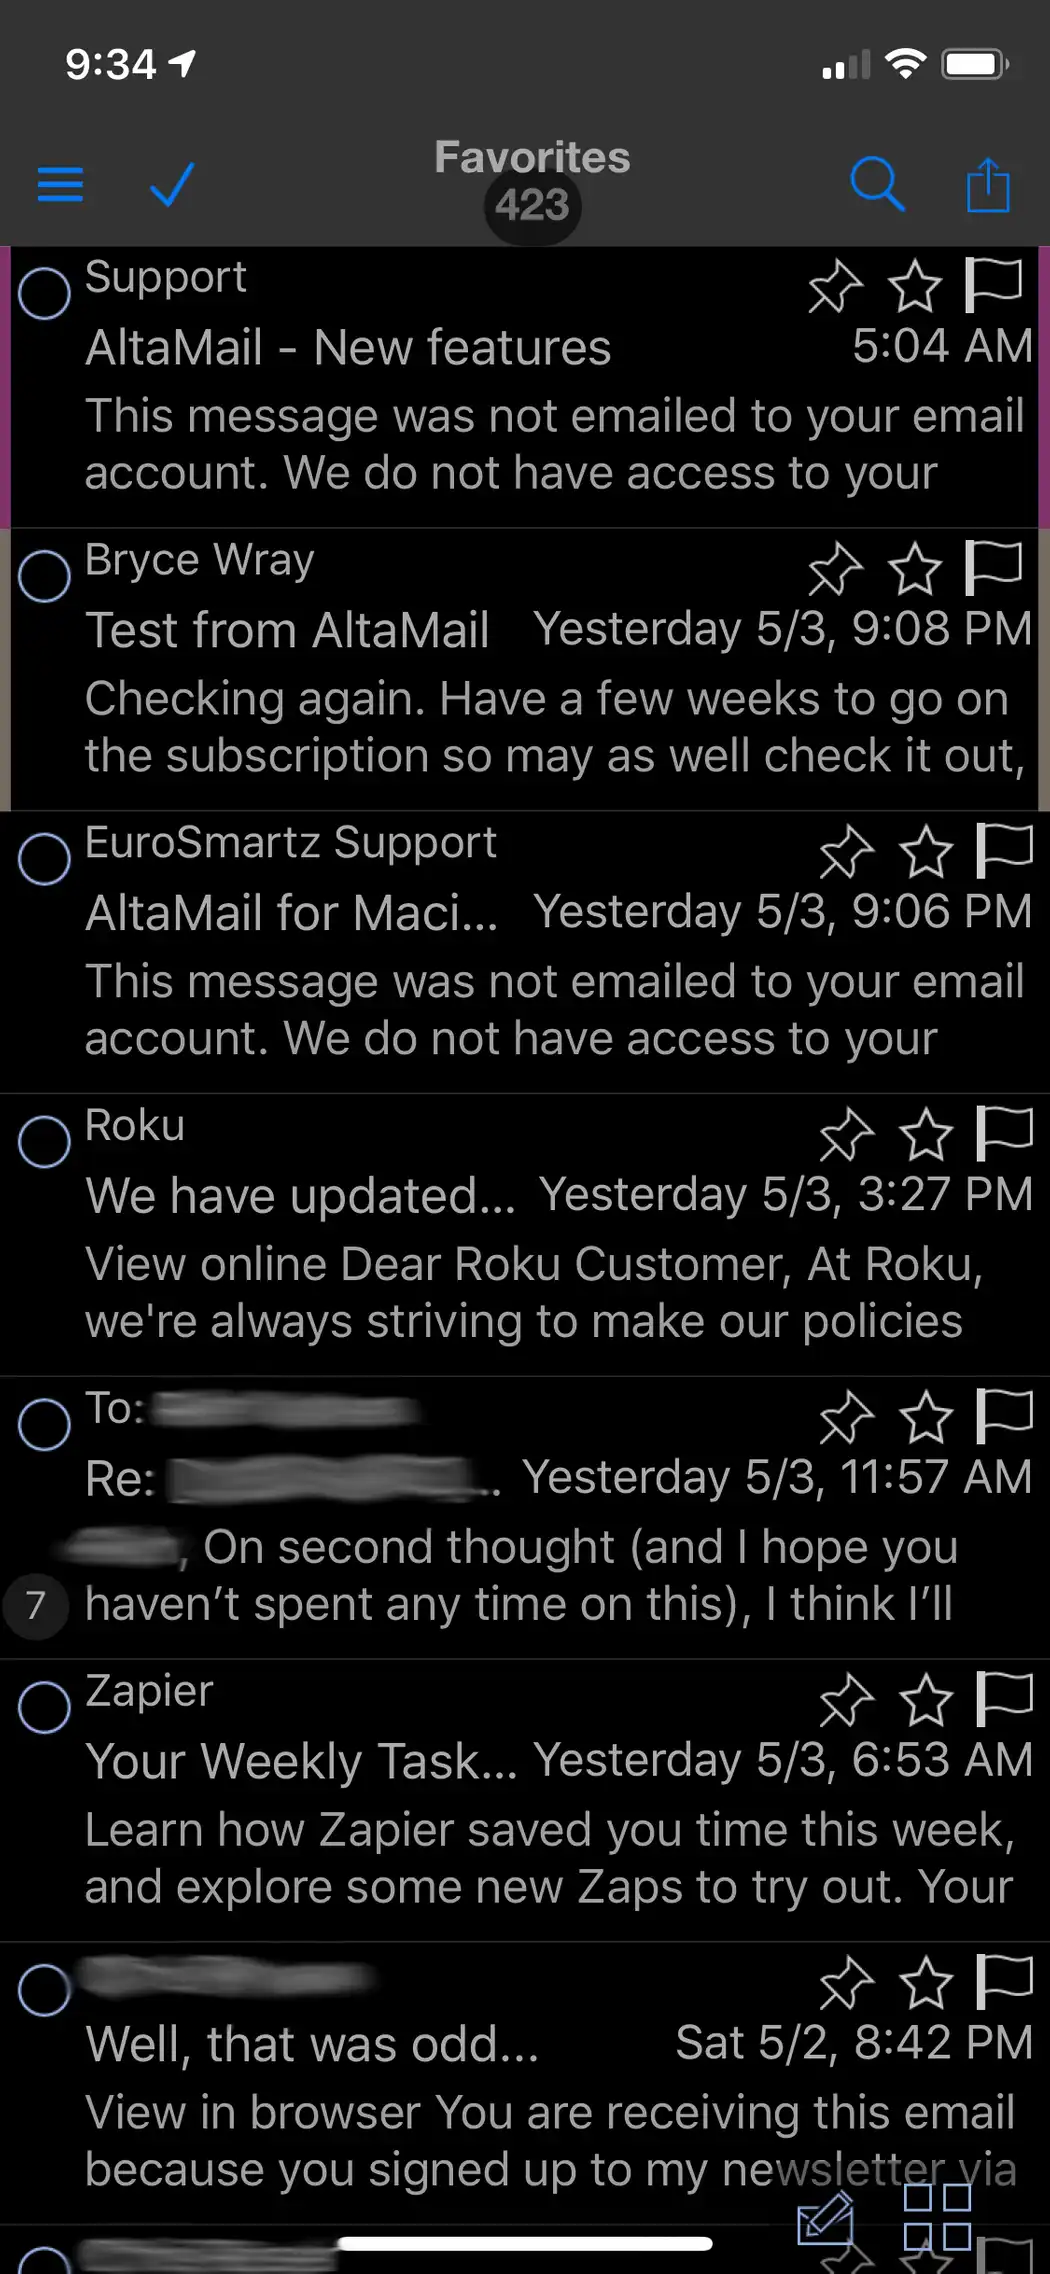 9:34
Favorites
423
Support
AltaMail - New features 5:04 AM
This message was not emailed to your email
account. We do not have access to your
Bryce Wray
Test from AltaMail Yesterday 5/3, 9:08 PM
Checking again. Have a few weeks to go on
the subscription so may as well check it out,
EuroSmartz Support
AltaMail for Maci... Yesterday 5/3, 9:06 PM
This message was not emailed to your email
account. We do not have access to your
Roku
We have updated... Yesterday 5/3, 3:27 PM
View online Dear Roku Customer, At Roku,
we're always striving to make our policies
To:
Re: ... Yesterday 5/3, 11:57 AM
, On second thought (and I hope you
7 haven’t spent any time on this), I think I’ll
Zapier
Your Weekly Task... Yesterday 5/3, 6:53 AM
Learn how Zapier saved you time this week,
and explore some new Zaps to try out. Your
Well, that was odd... Sat 5/2, 8:42 PM
View in browser You are receiving this email
because you signed up to my newsletter via